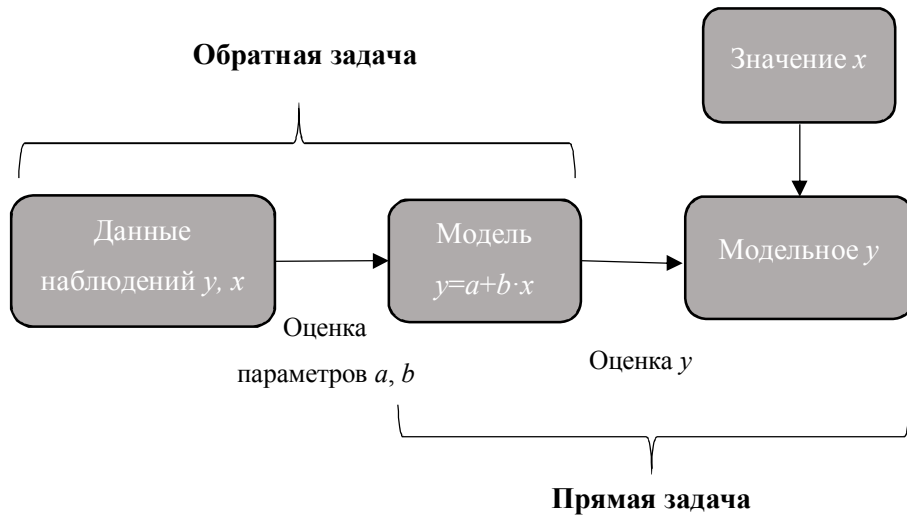 Обратная задача
Значение x
Данные
наблюдений y, x
Модель
y=a+b·x
Модельное y
Оценка
параметров a, b
Оценка y
Прямая задача